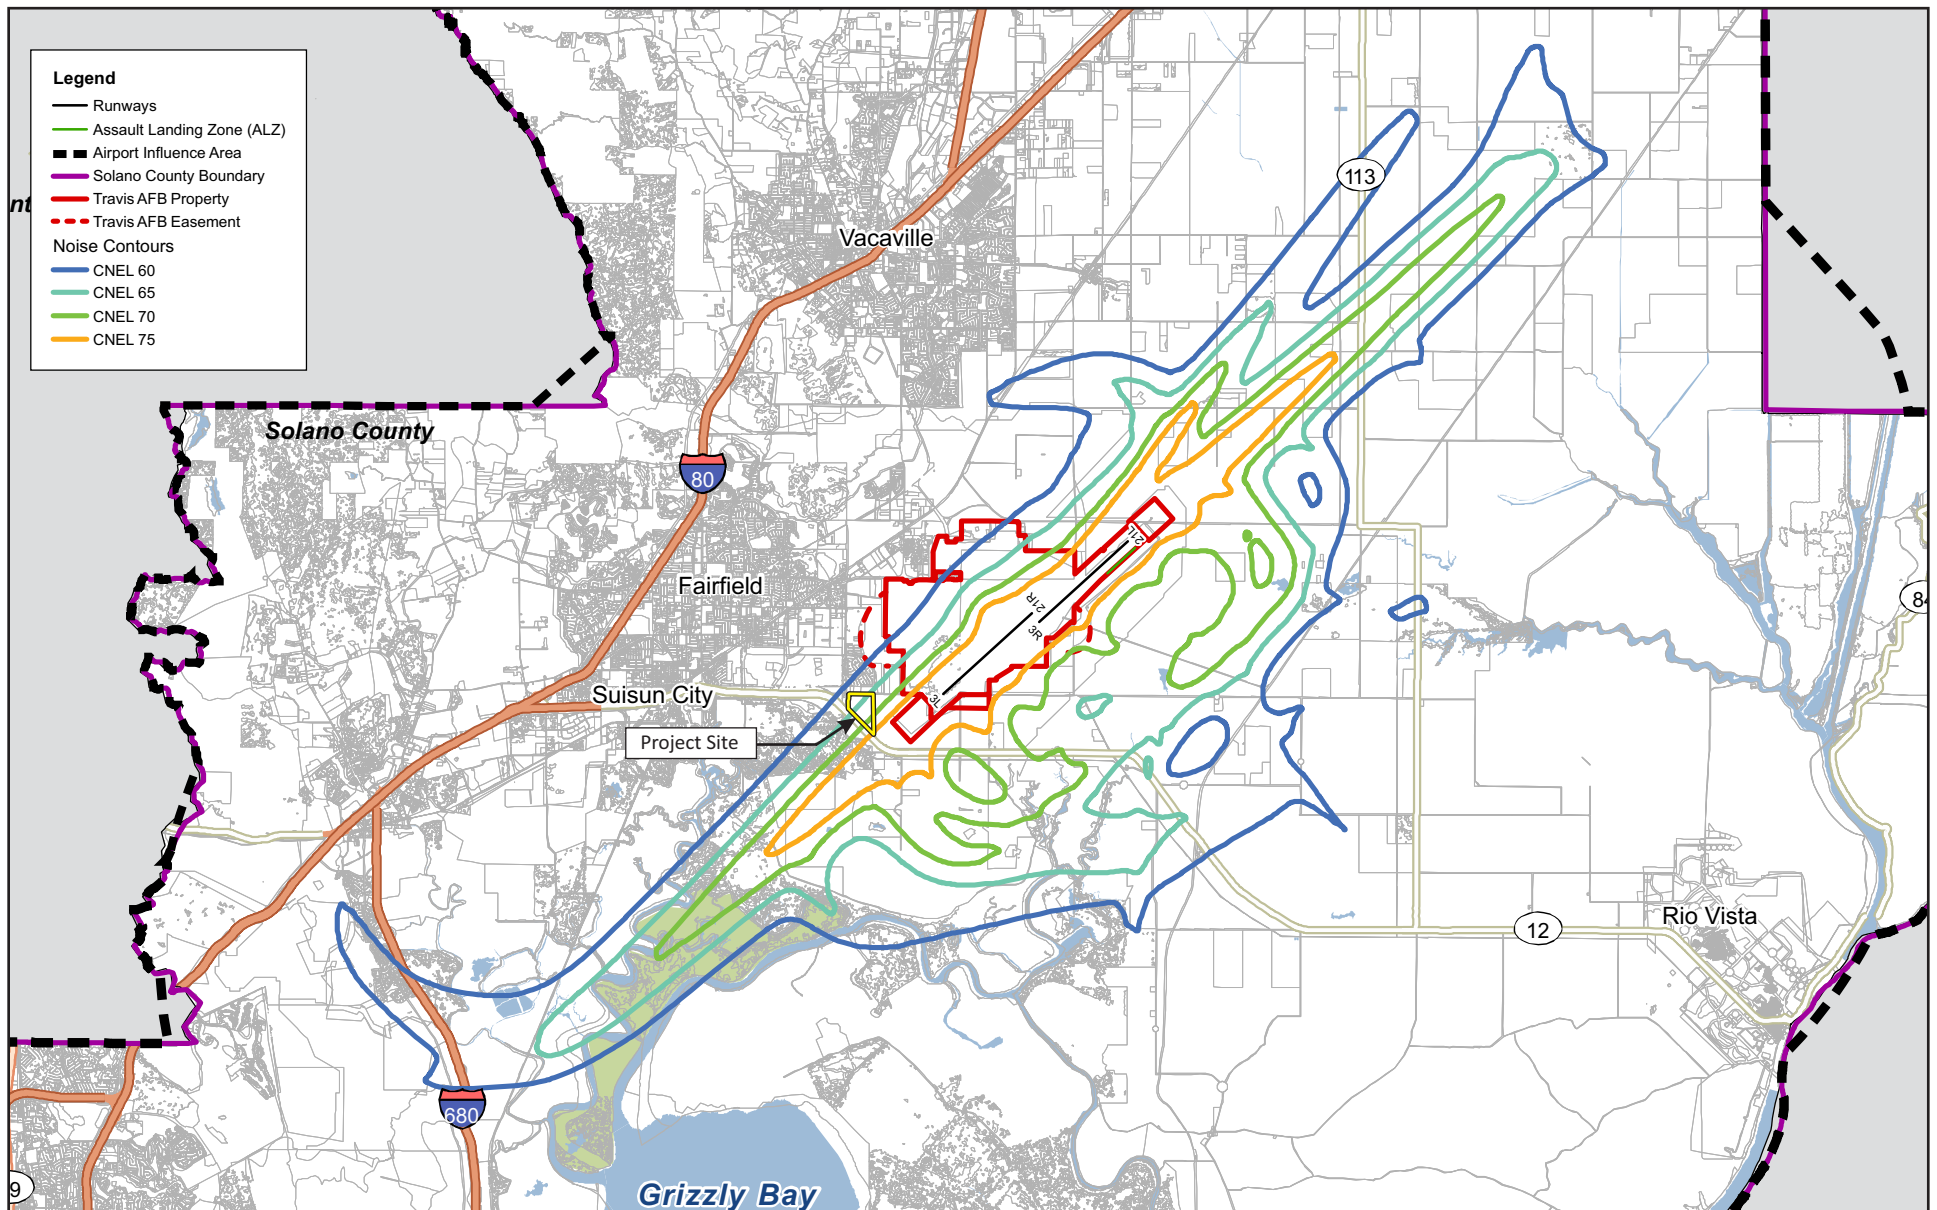 Legend
Runways
Assault Landing Zone (ALZ)
Airport Influence Area
Solano County Boundary
Travis AFB Property
Travis AFB Easement
Noise Contours
CNEL 60
CNEL 65
CNEL 70
CNEL 75
nt
113
Vacaville
Solano County
80
21L
Fairfield
21R
3R
84
Suisun City
3L
Project Site
Rio Vista
12
680
9
Grizzly Bay